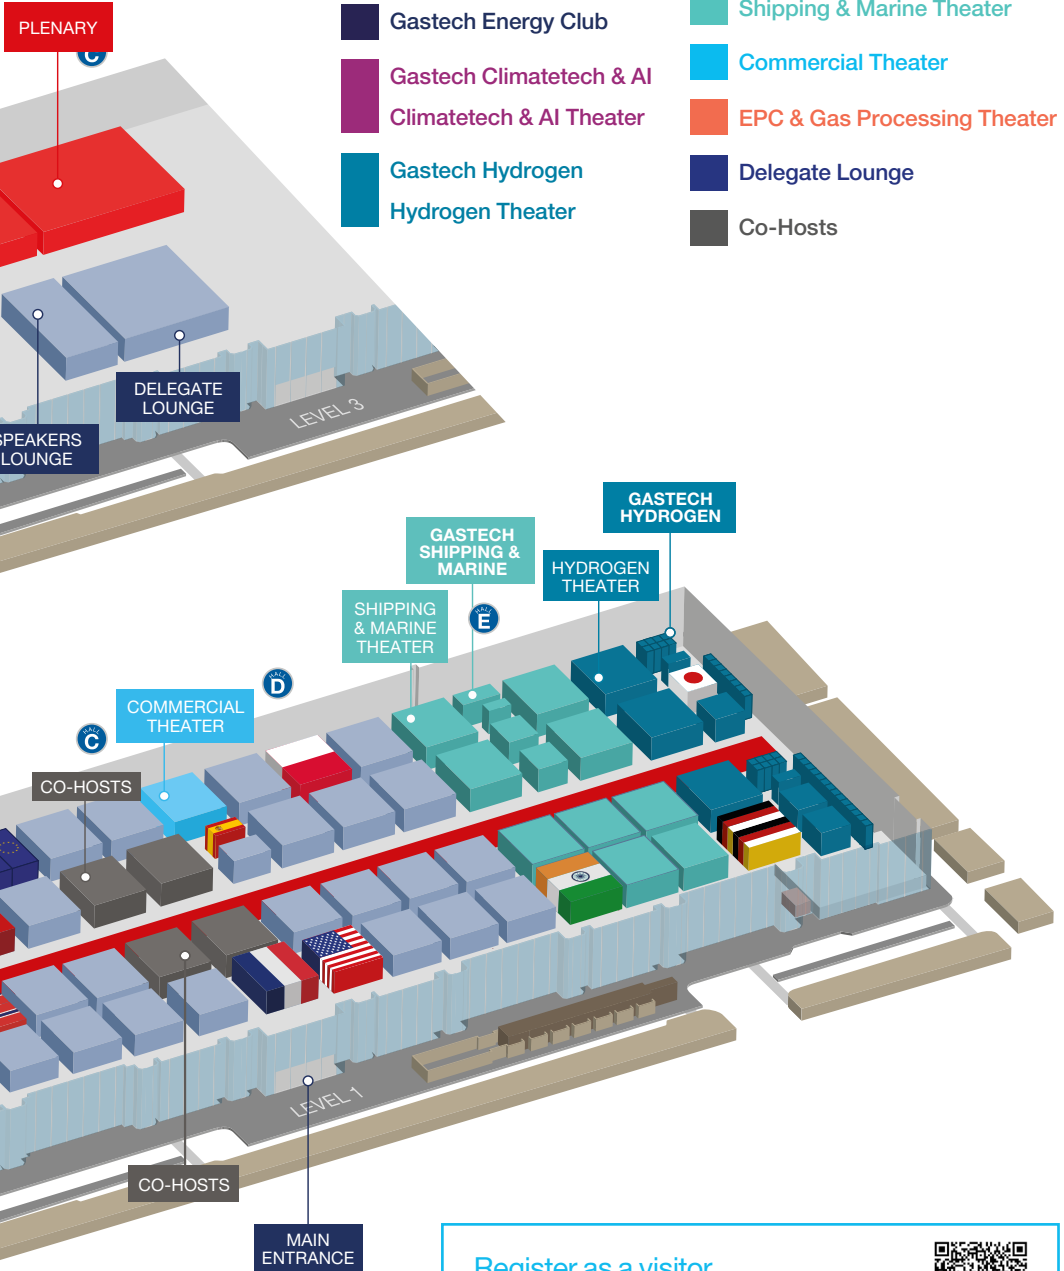 PLENARY
C
Gastech Energy Club
Gastech Climatetech & AI
Climatetech & AI Theater
Gastech Hydrogen
Hydrogen Theater
Shipping & Marine Theater
Commercial Theater
EPC & Gas Processing Theater
Delegate Lounge
Co-Hosts
DELEGATE
LOUNGE
SPEAKERS
LOUNGE
LEVEL 3
GASTECH
HYDROGEN
GASTECH
SHIPPING &
MARINE
HYDROGEN
THEATER
SHIPPING
& MARINE
THEATER
HALL
E
HALL
D
COMMERCIAL
THEATER
HALL
C
CO-HOSTS
LEVEL 1
CO-HOSTS
MAIN
ENTRANCE
Register as a visitor